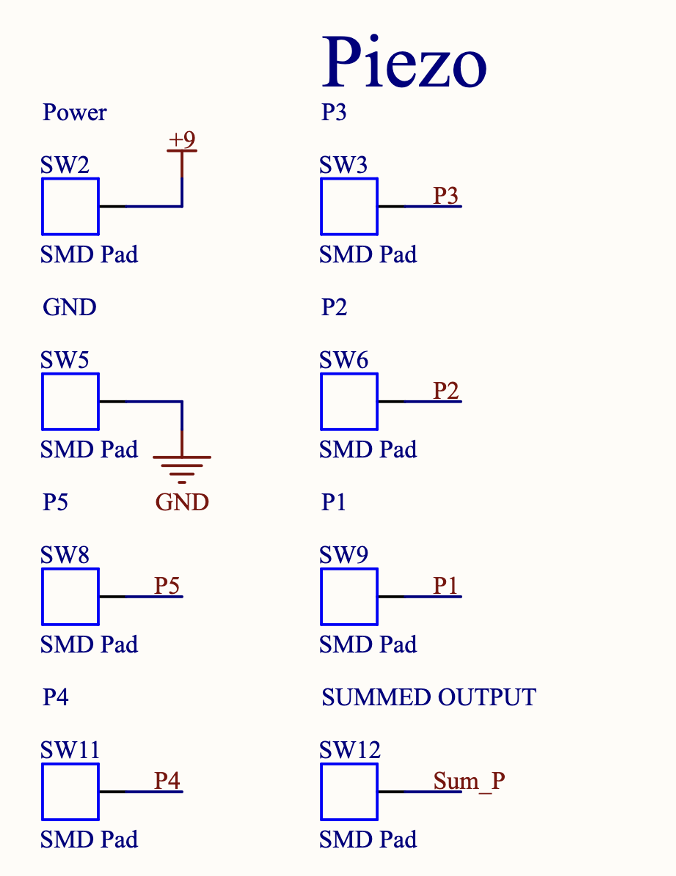 Piezo
Power
P3
+9
SW2
SW3
P3
SMD Pad
SMD Pad
GND
P2
SW5
SW6
P2
SMD Pad
SMD Pad
P5
GND
P1
SW8
SW9
P5
P1
SMD Pad
SMD Pad
P4
SUMMED OUTPUT
SW11
SW12
P4
Sum_P
SMD Pad
SMD Pad